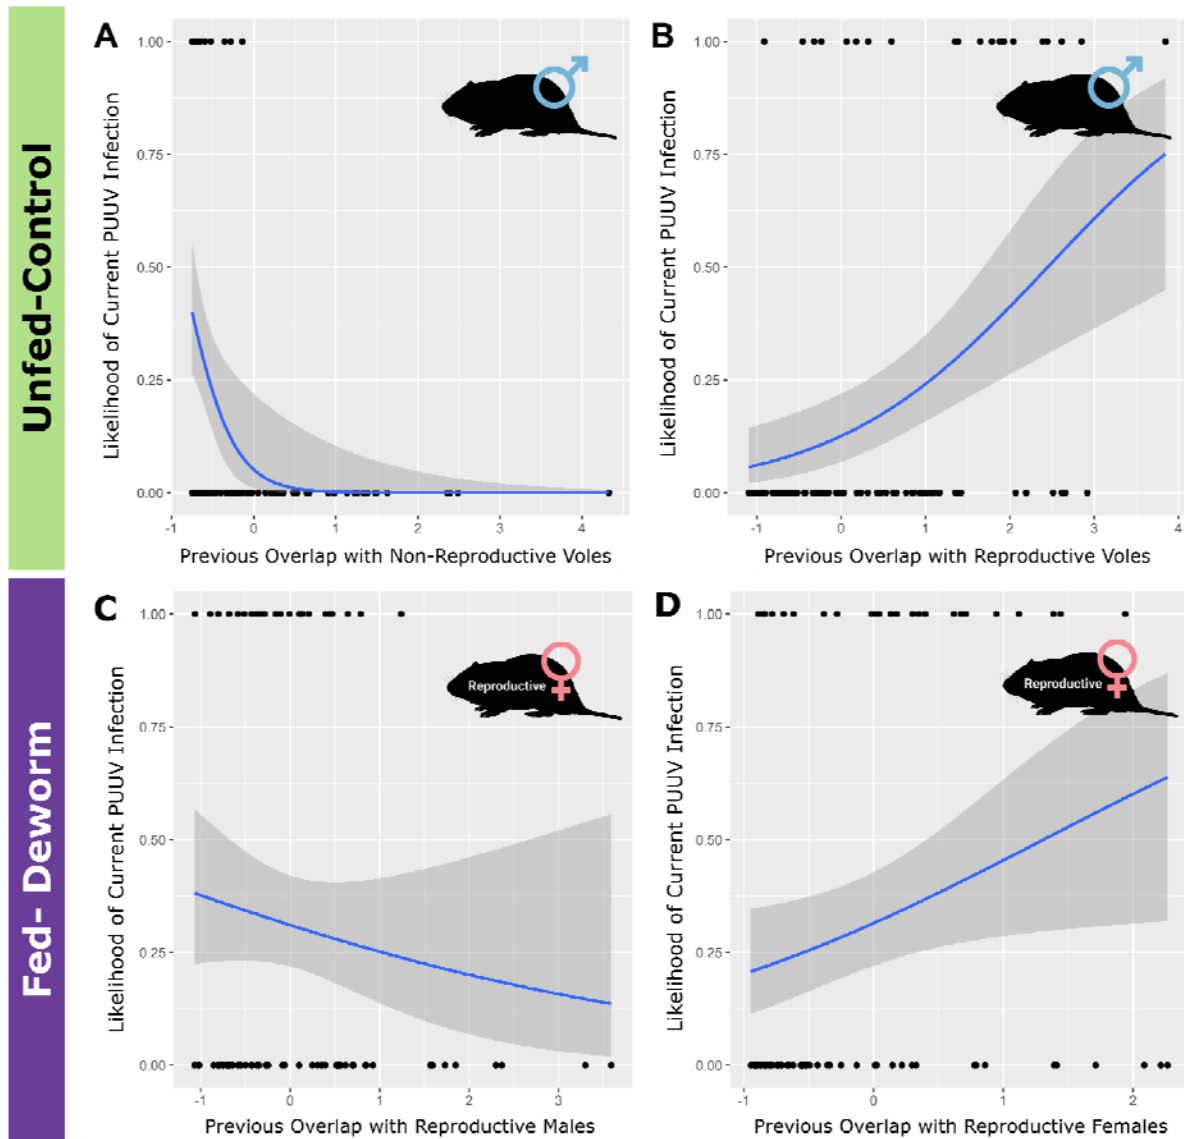 Unfed-Control
A
Likelihood of Current PUUV Infection
1.00
0.75
0.50
0.25
0.00
-1
0
1
2
3
4
Previous Overlap with Non-Reproductive Voles
B
Likelihood of Current PUUV Infection
1.00
0.75
0.50
0.25
0.00
-1
0
1
2
3
4
Previous Overlap with Reproductive Voles
Fed- Deworm
C
Likelihood of Current PUUV Infection
1.00
Reproductive
0.75
0.50
0.25
0.00
-1
0
1
2
3
Previous Overlap with Reproductive Males
D
Likelihood of Current PUUV Infection
1.00
Reproductive
0.75
0.50
0.25
0.00
-1
0
1
2
Previous Overlap with Reproductive Females